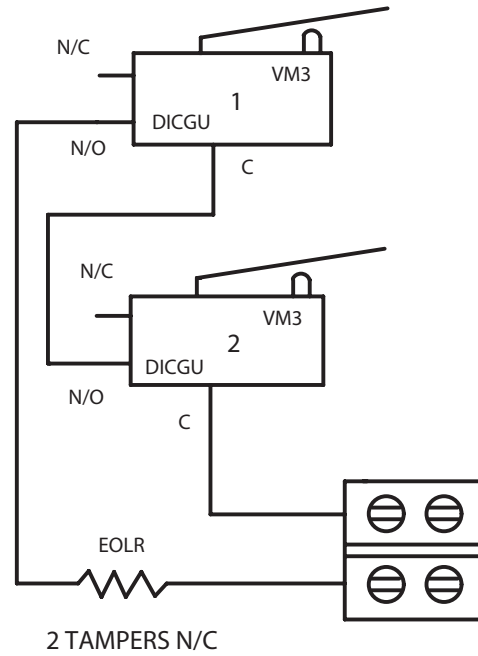 N/C
VM3
1
DICGU
N/O
C
N/C
VM3
2
DICGU
N/O
C
EOLR
2 TAMPERS N/C